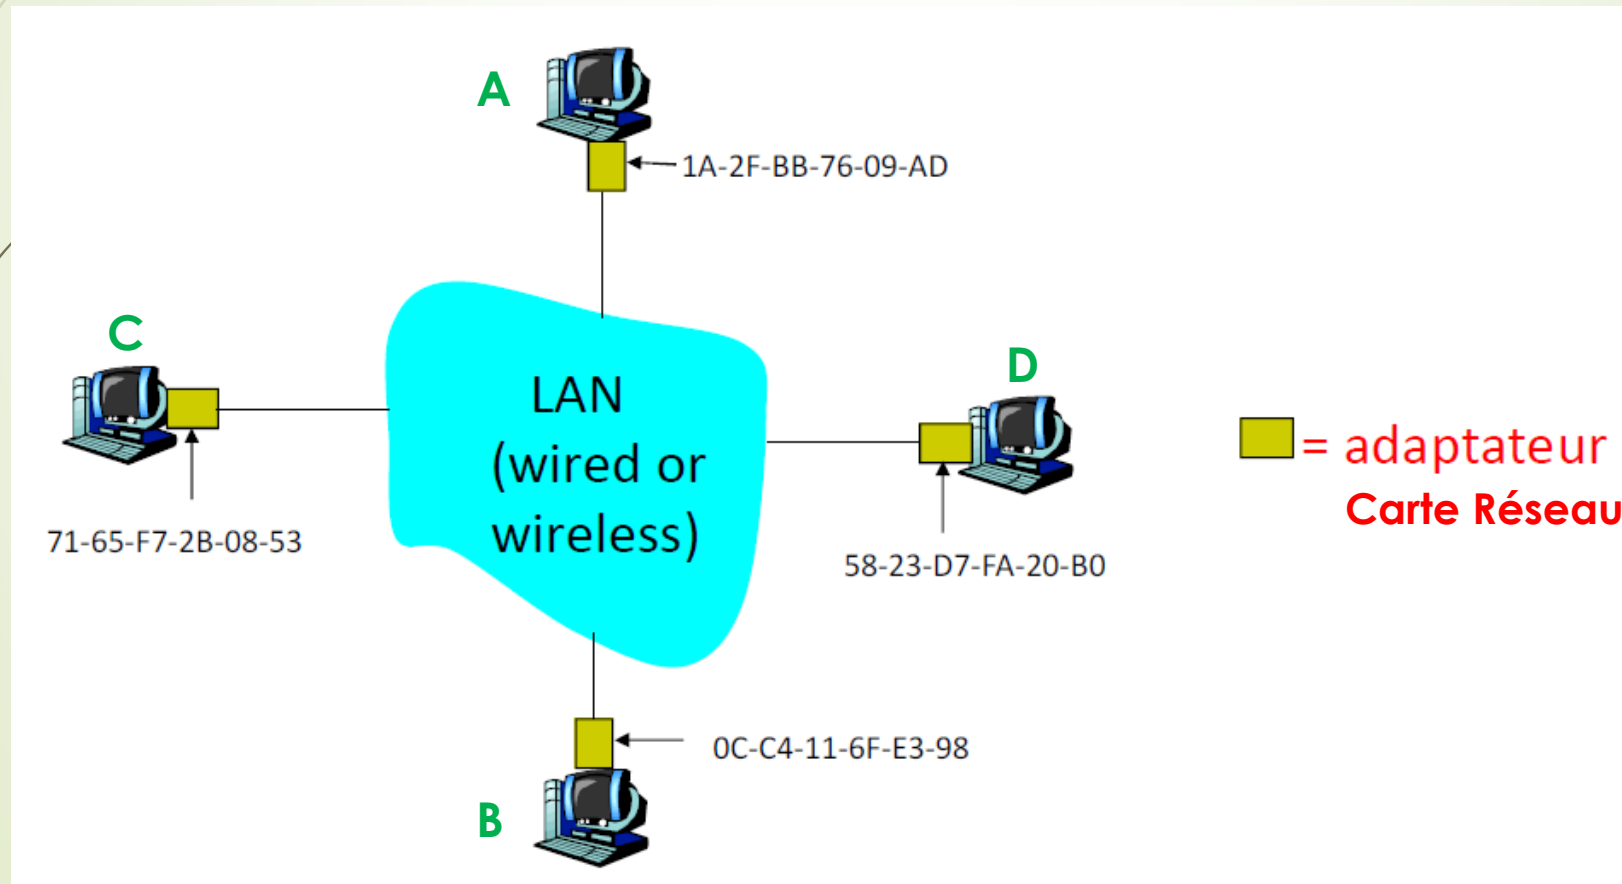 A
1A-2F-BB-76-09-AD
C
D
LAN
(wired or
wireless)
= adaptateur
Carte Réseau
71-65-F7-2B-08-53
58-23-D7-FA-20-B0
0C-C4-11-6F-E3-98
B